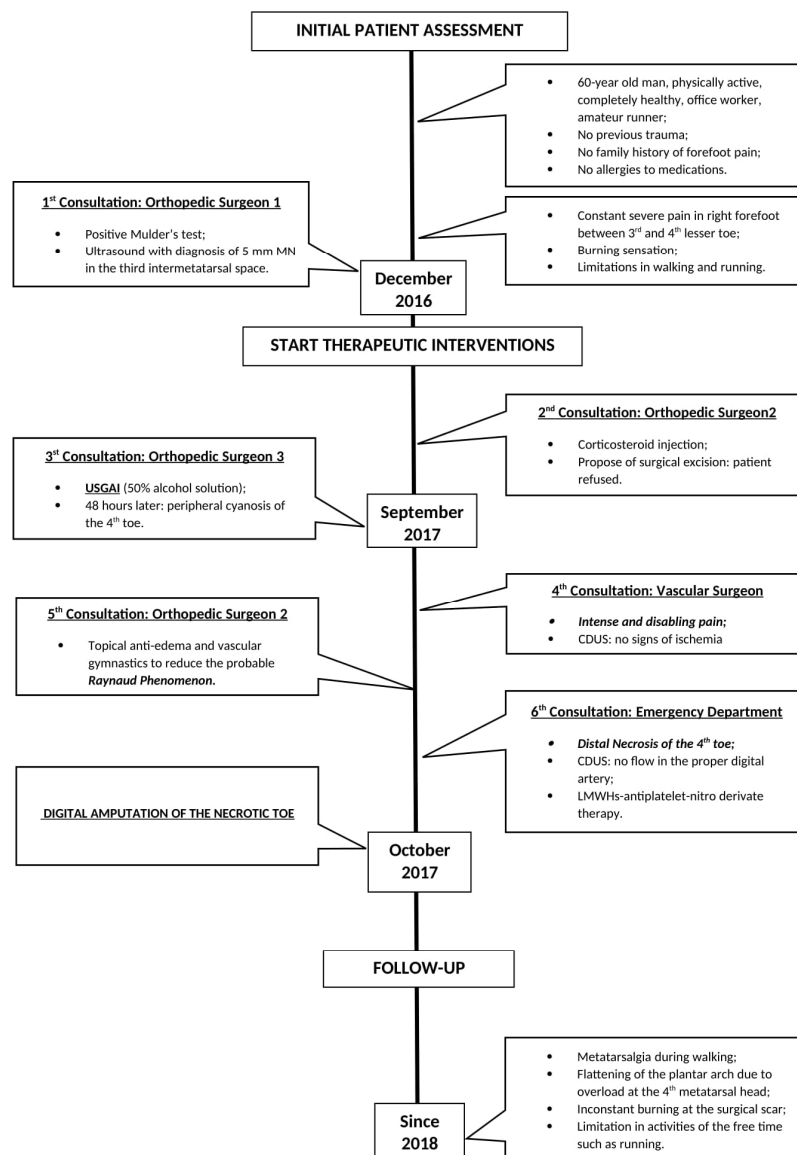 INITIAL PATIENT ASSESSMENT
• 60-year old man, physically active,
completely healthy, office worker,
amateur runner;
• No previous trauma;
• No family history of forefoot pain;
• No allergies to medications.
1st Consultation: Orthopedic Surgeon 1
• Positive Mulder's test;
• Ultrasound with diagnosis of 5 mm MN
in the third intermetatarsal space.
• Constant severe pain in right forefoot
between 3rd and 4th lesser toe;
• Burning sensation;
• Limitations in walking and running.
December
2016
START THERAPEUTIC INTERVENTIONS
2nd Consultation: Orthopedic Surgeon2
• Corticosteroid injection;
• Propose of surgical excision: patient
refused.
3st Consultation: Orthopedic Surgeon 3
• USGAI (50% alcohol solution);
• 48 hours later: peripheral cyanosis of
the 4th toe.
September
2017
4th Consultation: Vascular Surgeon
• Intense and disabling pain;
• CDUS: no signs of ischemia
5th Consultation: Orthopedic Surgeon 2
• Topical anti-edema and vascular
gymnastics to reduce the probable
Raynaud Phenomenon.
6th Consultation: Emergency Department
• Distal Necrosis of the 4th toe;
• CDUS: no flow in the proper digital
artery;
• LMWHs-antiplatelet-nitro derivate
therapy.
DIGITAL AMPUTATION OF THE NECROTIC TOE
October
2017
FOLLOW-UP
• Metatarsalgia during walking;
• Flattening of the plantar arch due to
overload at the 4th metatarsal head;
• Inconstant burning at the surgical scar;
• Limitation in activities of the free time
such as running.
Since
2018